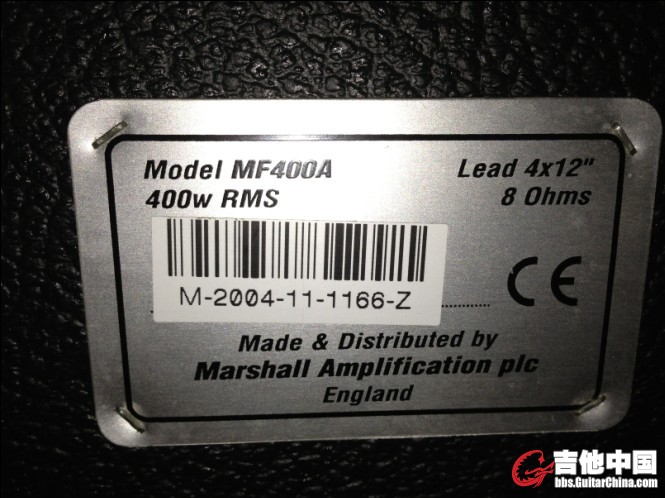 Model MF400A
Lead 4x12"
400w RMS
8 Ohms
M-2004-11-1166-Z
CE
Made & Distributed by
Marshall Amplification plc
England
吉他中国
bbs.GuitarChina.com